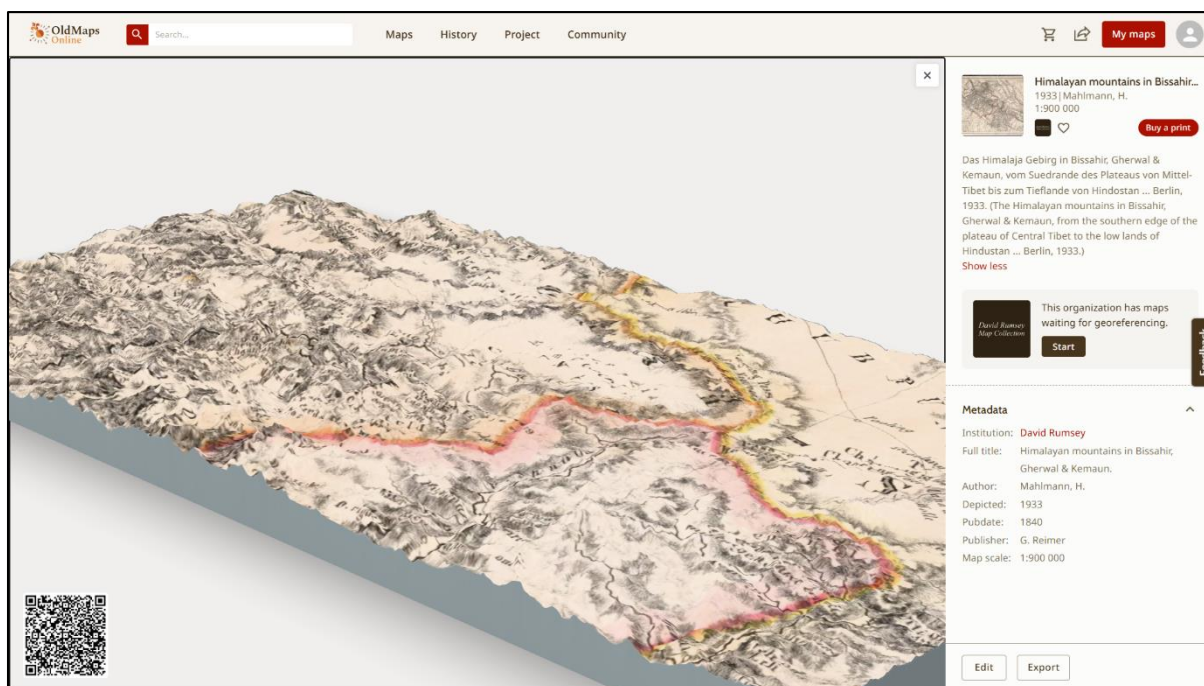 OldMaps
Online
Search...
Maps
History
Project
Community
My maps
Himalayan mountains in Bissahir...
1933|Mahlmann, H.
1:900 000
Buy a print
Das Himalaja Gebirg in Bissahir, Gherwal &
Kemaun, vom Suedrande des Plateaus von Mittel-
Tibet bis zum Tieflande von Hindostan ... Berlin,
1933. (The Himalayan mountains in Bissahir,
Gherwal & Kemaun, from the southern edge of the
plateau of Central Tibet to the low lands of
Hindustan ... Berlin, 1933.)
Show less
David Rumsey
Map Collection
This organization has maps
waiting for georeferencing.
Start
Feedback
Metadata
Institution: David Rumsey
Full title: Himalayan mountains in Bissahir,
Gherwal & Kemaun.
Author: Mahlmann, H.
Depicted: 1933
Pubdate: 1840
Publisher: G. Reimer
Map scale: 1:900 000
Edit
Export